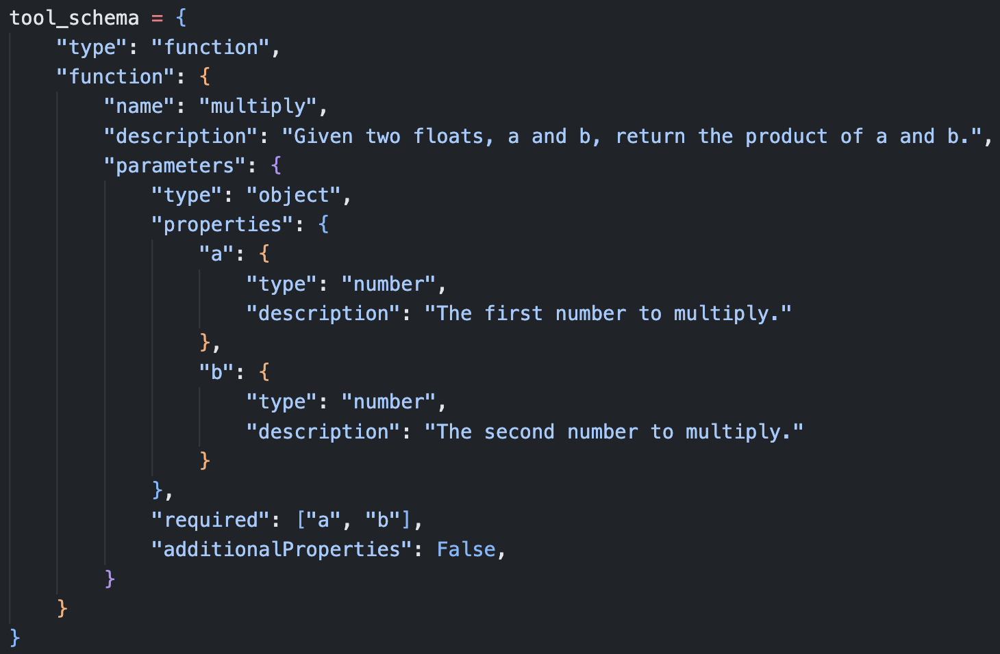 tool_schema = {
    "type": "function",
    "function": {
        "name": "multiply",
        "description": "Given two floats, a and b, return the product of a and b.",
        "parameters": {
            "type": "object",
            "properties": {
                "a": {
                    "type": "number",
                    "description": "The first number to multiply."
                },
                "b": {
                    "type": "number",
                    "description": "The second number to multiply."
                }
            },
            "required": ["a", "b"],
            "additionalProperties": False,
        }
    }
}